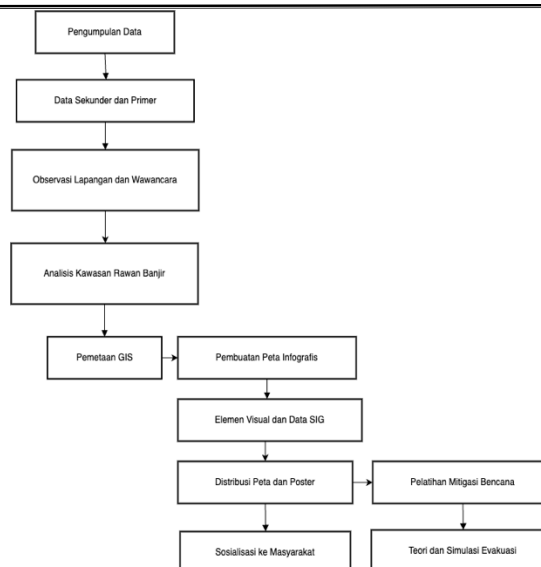 Pengumpulan Data
Data Sekunder dan Primer
Observasi Lapangan dan Wawancara
Analisis Kawasan Rawan Banjir
Pemetaan GIS
Pembuatan Peta Infografis
Elemen Visual dan Data SIG
Distribusi Peta dan Poster
Pelatihan Mitigasi Bencana
Sosialisasi ke Masyarakat
Teori dan Simulasi Evakuasi